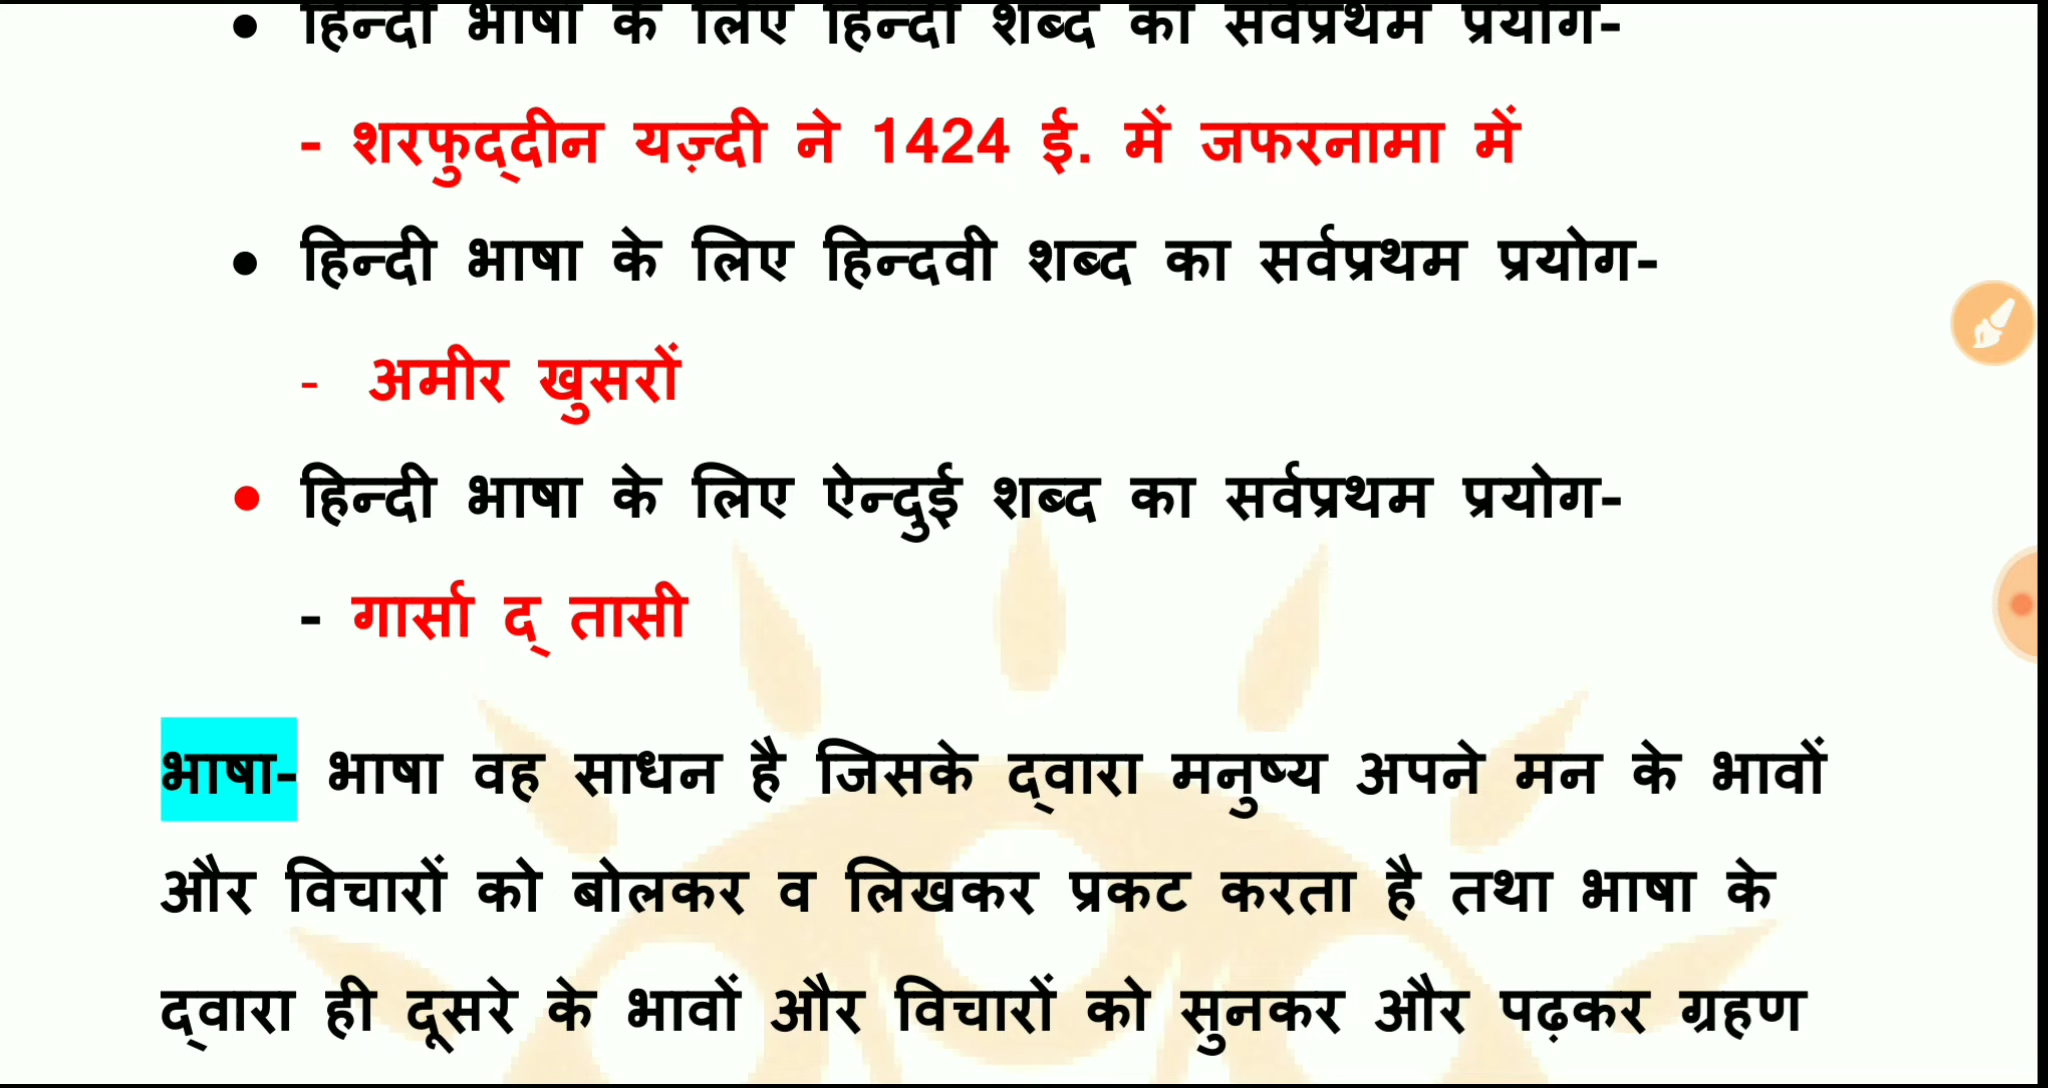 • हिन्दी भाषा के लिए हिन्दी शब्द का सर्वप्रथम प्रयोग-
- शरफुद्दीन यज़्दी ने 1424 ई. में जफरनामा में
• हिन्दी भाषा के लिए हिन्दवी शब्द का सर्वप्रथम प्रयोग-
- अमीर खुसरों
• हिन्दी भाषा के लिए ऐन्दुई शब्द का सर्वप्रथम प्रयोग-
- गार्सा द् तासी
भाषा- भाषा वह साधन है जिसके द्वारा मनुष्य अपने मन के भावों
और विचारों को बोलकर व लिखकर प्रकट करता है तथा भाषा के
द्वारा ही दूसरे के भावों और विचारों को सुनकर और पढ़कर ग्रहण